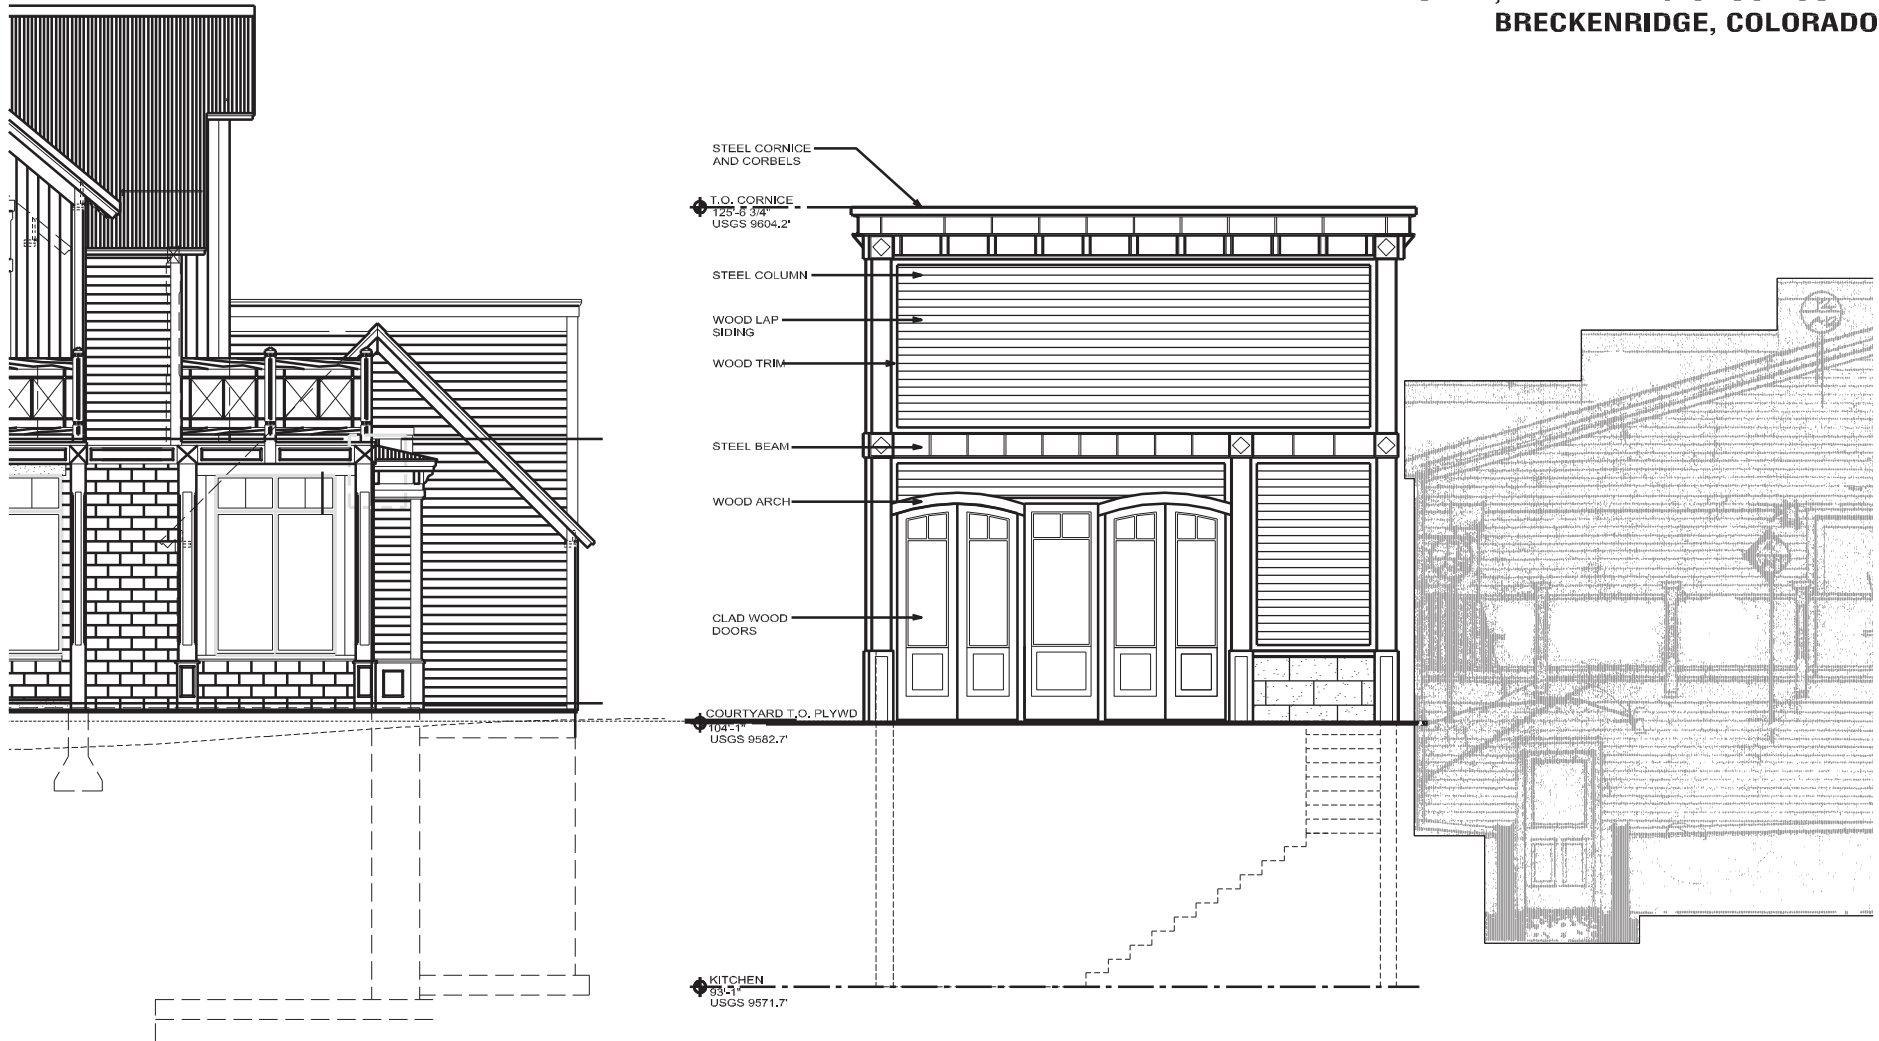 BRECKENRIDGE, COLORADO
STEEL CORNICE
AND CORBELS
T.O. CORNICE
125'-6 3/4"
USGS 9604.2'
STEEL COLUMN
WOOD LAP
SIDING
WOOD TRIM
STEEL BEAM
WOOD ARCH
CLAD WOOD
DOORS
COURTYARD T.O. PLYWD
104'-1"
USGS 9582.7'
KITCHEN
93'-1"
USGS 9571.7'